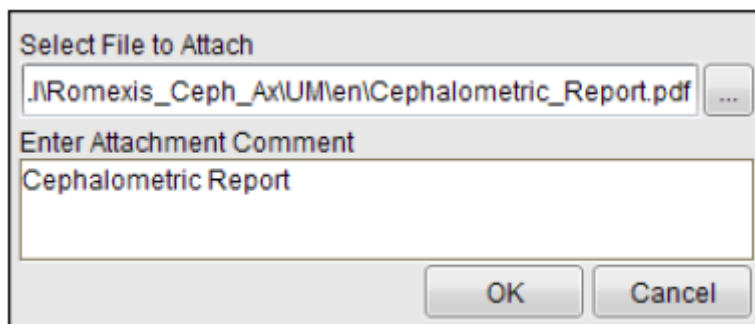 Select File to Attach
.l\Romexis_Ceph_Ax\UM\en\Cephalometric_Report.pdf
...
Enter Attachment Comment
Cephalometric Report
OK
Cancel